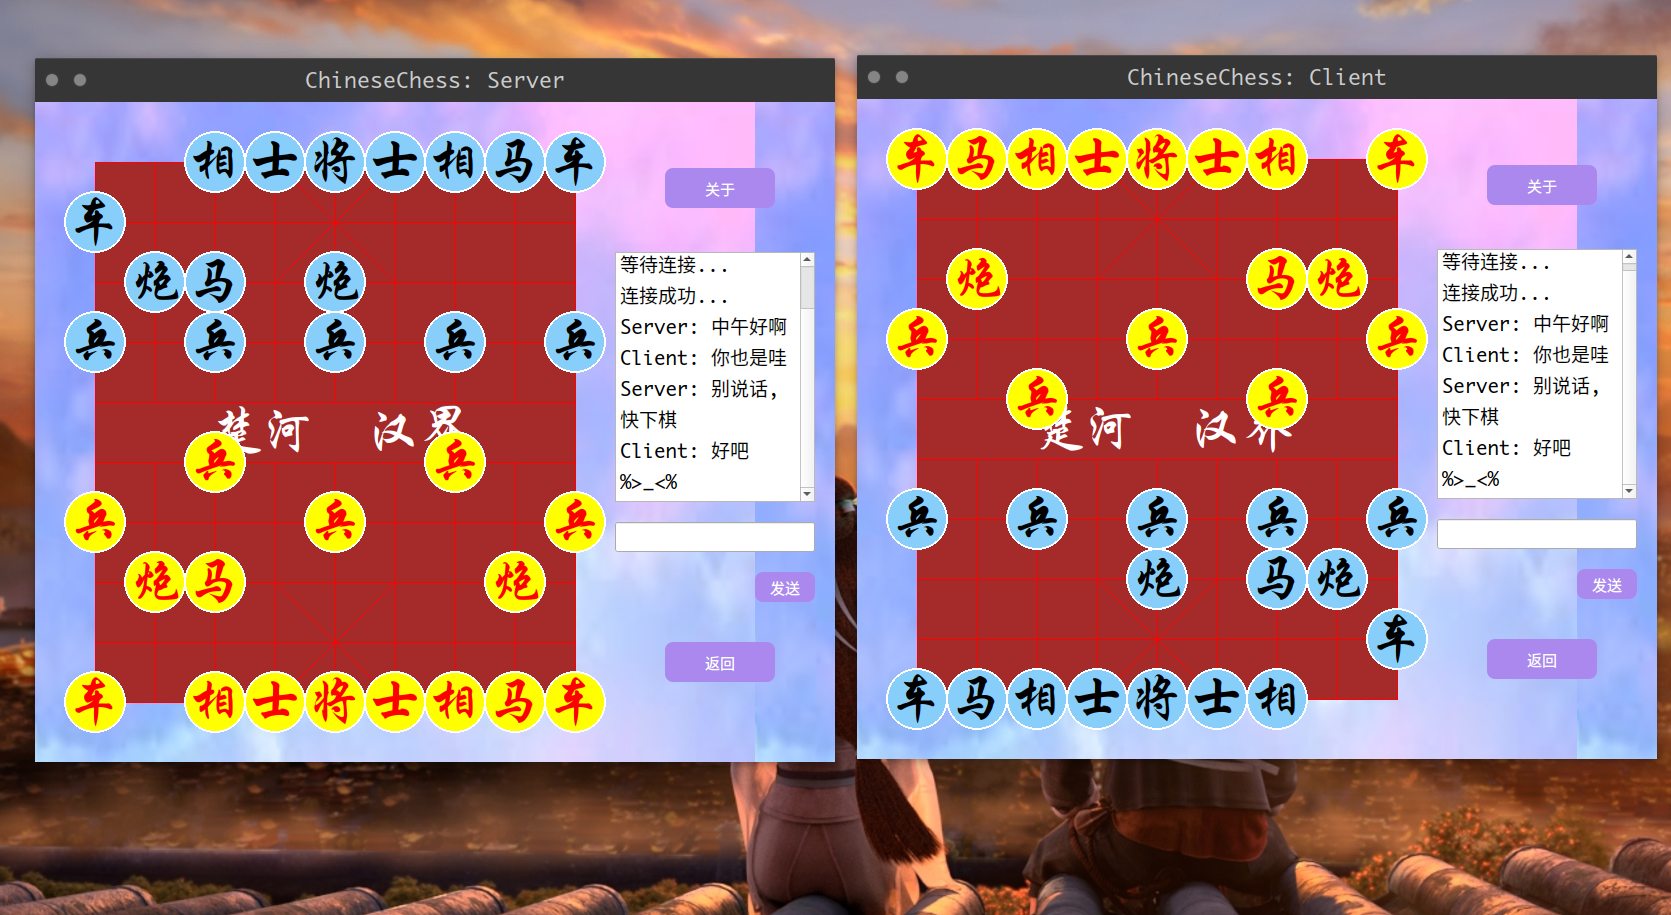 ChineseChess: Server
相士将士相马车
关于
车
炮马炮
等待连接...
连接成功...
兵兵兵兵兵
Server: 中午好啊
Client: 你也是哇
Server: 别说话,
快下棋
楚河 汉界
Client: 好吧
%>_<%
兵兵
兵兵兵
炮马炮
发送
返回
车相士将士相马车
ChineseChess: Client
车马相士将士相车
关于
炮马炮
等待连接...
连接成功...
兵兵兵
Server: 中午好啊
Client: 你也是哇
Server: 别说话,
快下棋
兵兵
楚河 汉界
Client: 好吧
%>_<%
兵兵兵兵兵
炮马炮
发送
车
返回
车马相士将士相